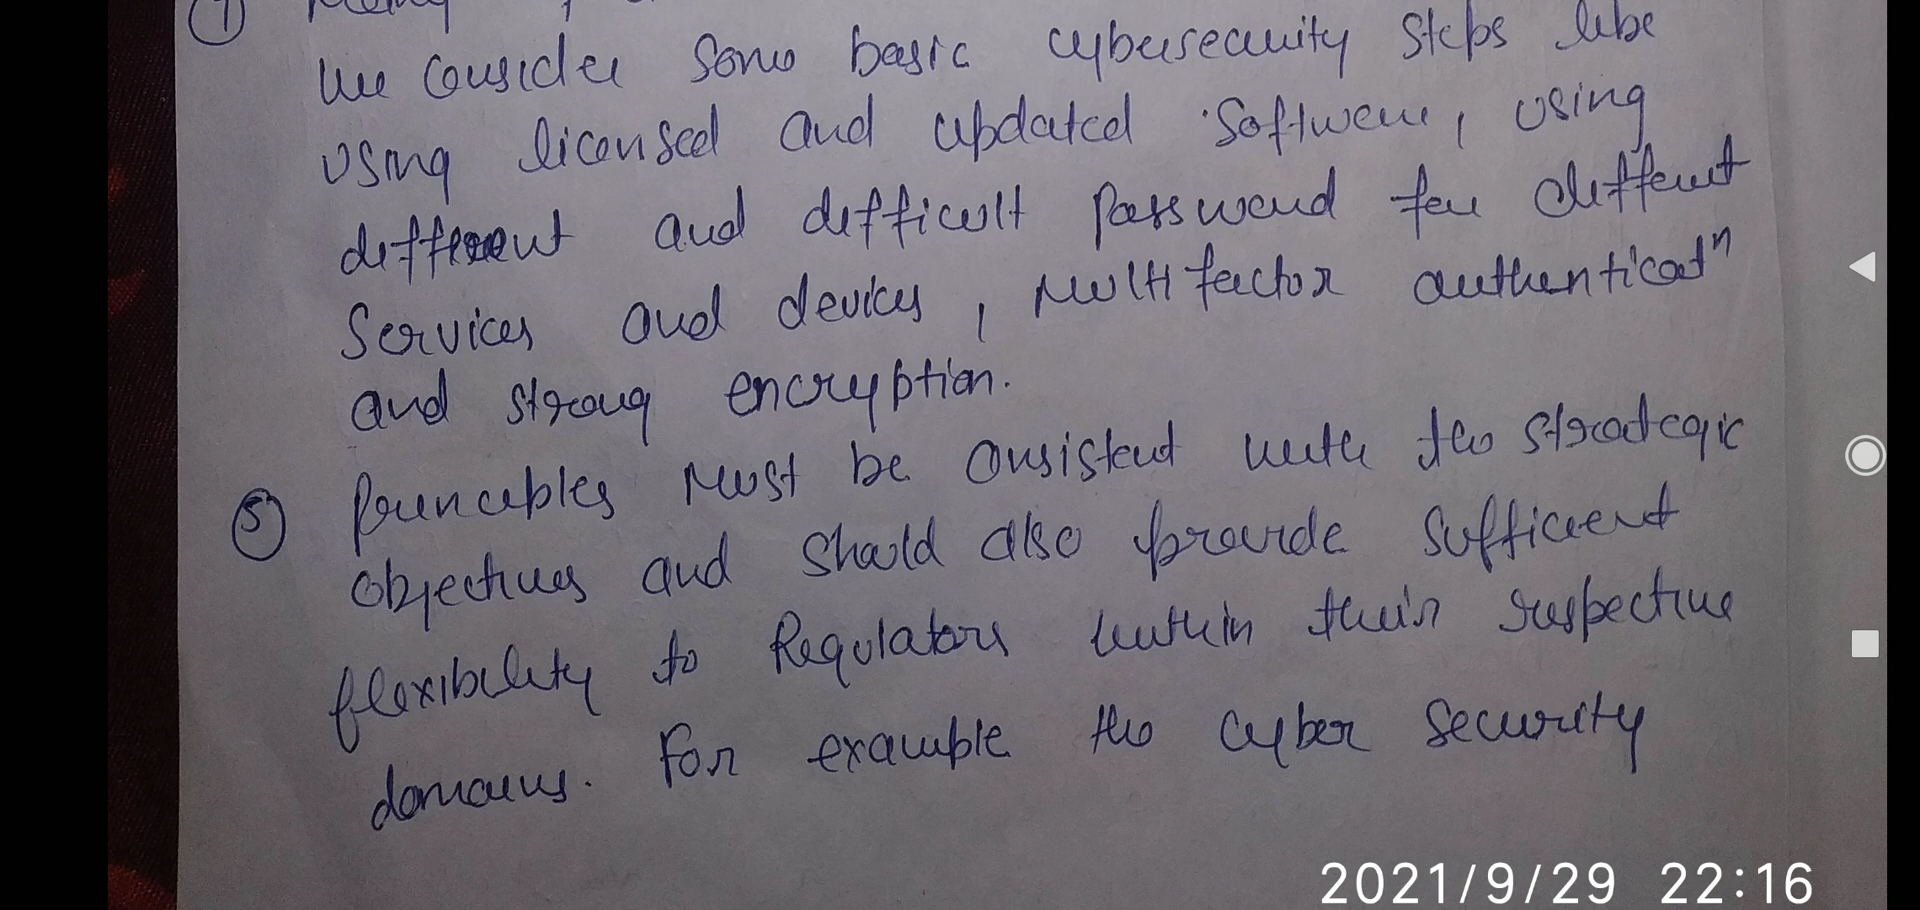 we consider some basic cybersecurity steps like
using licensed and updated software, using
different and difficult password for different
services and devices, Multi factor authenticatⁿ
and strong encryption.
⑤ Principles must be onsistent with the strategic
objectives and should also provide sufficient
flexibility to Regulators within their respective
domains. For example the cyber security
2021/9/29 22:16